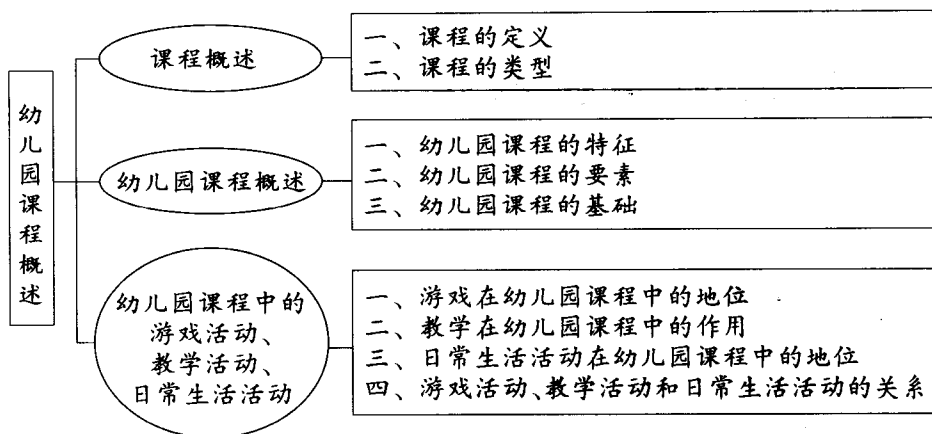 幼儿园课程概述
课程概述
一、课程的定义
二、课程的类型
幼儿园课程概述
一、幼儿园课程的特征
二、幼儿园课程的要素
三、幼儿园课程的基础
幼儿园课程中的
游戏活动、
教学活动、
日常生活活动
一、游戏在幼儿园课程中的地位
二、教学在幼儿园课程中的作用
三、日常生活活动在幼儿园课程中的地位
四、游戏活动、教学活动和日常生活活动的关系